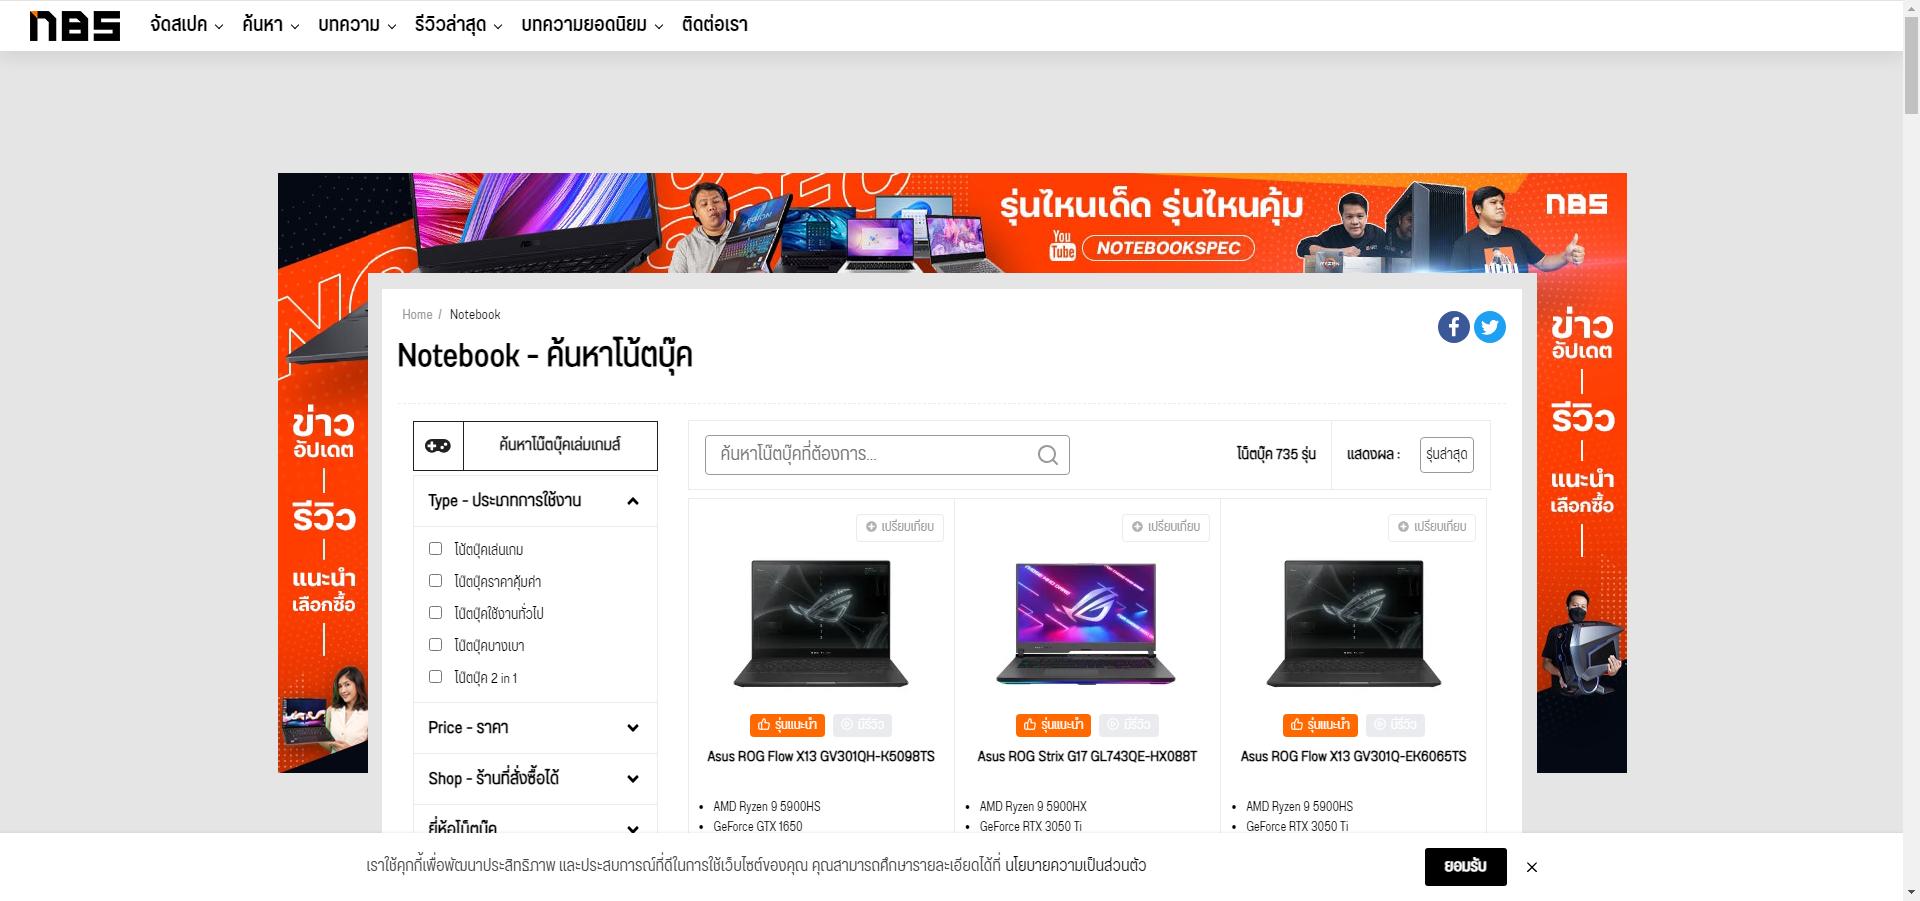 nBS
จัดสเปค
ค้นหา
บทความ
รีวิวล่าสุด
บทความยอดนิยม
ติดต่อเรา
รุ่นไหนเด็ด รุ่นไหนคุ้ม
You Tube NOTEBOOKSPEC
nBS
ข่าว
อัปเดต
รีวิว
แนะนำ
เลือกซื้อ
ข่าว
อัปเดต
รีวิว
แนะนำ
เลือกซื้อ
Home / Notebook
Notebook - ค้นหาโน้ตบุ๊ค
ค้นหาโน๊ตบุ๊คเล่มเกมส์
Type - ประเภทการใช้งาน
โน้ตบุ๊คเล่นเกม
โน๊ตบุ๊คราคาคุ้มค่า
โน๊ตบุ๊คใช้งานทั่วไป
โน๊ตบุ๊คบางเบา
โน๊ตบุ๊ค 2 in 1
Price - ราคา
Shop - ร้านที่สั่งซื้อได้
ยี่ห้อโน๊ตบุ๊ค
ค้นหาโน๊ตบุ๊คที่ต้องการ...
โน็ตบุ๊ค 735 รุ่น
แสดงผล :
รุ่นล่าสุด
เปรียบเทียบ
รุ่นแนะนำ
มีรีวิว
Asus ROG Flow X13 GV301QH-K5098TS
AMD Ryzen 9 5900HS
GeForce GTX 1650
เปรียบเทียบ
รุ่นแนะนำ
มีรีวิว
Asus ROG Strix G17 GL743QE-HX088T
AMD Ryzen 9 5900HX
GeForce RTX 3050 Ti
เปรียบเทียบ
รุ่นแนะนำ
มีรีวิว
Asus ROG Flow X13 GV301Q-EK6065TS
AMD Ryzen 9 5900HS
GeForce RTX 3050 Ti
เราใช้คุกกี้เพื่อพัฒนาประสิทธิภาพ และประสบการณ์ที่ดีในการใช้เว็บไซต์ของคุณ คุณสามารถศึกษารายละเอียดได้ที่ นโยบายความเป็นส่วนตัว
ยอมรับ